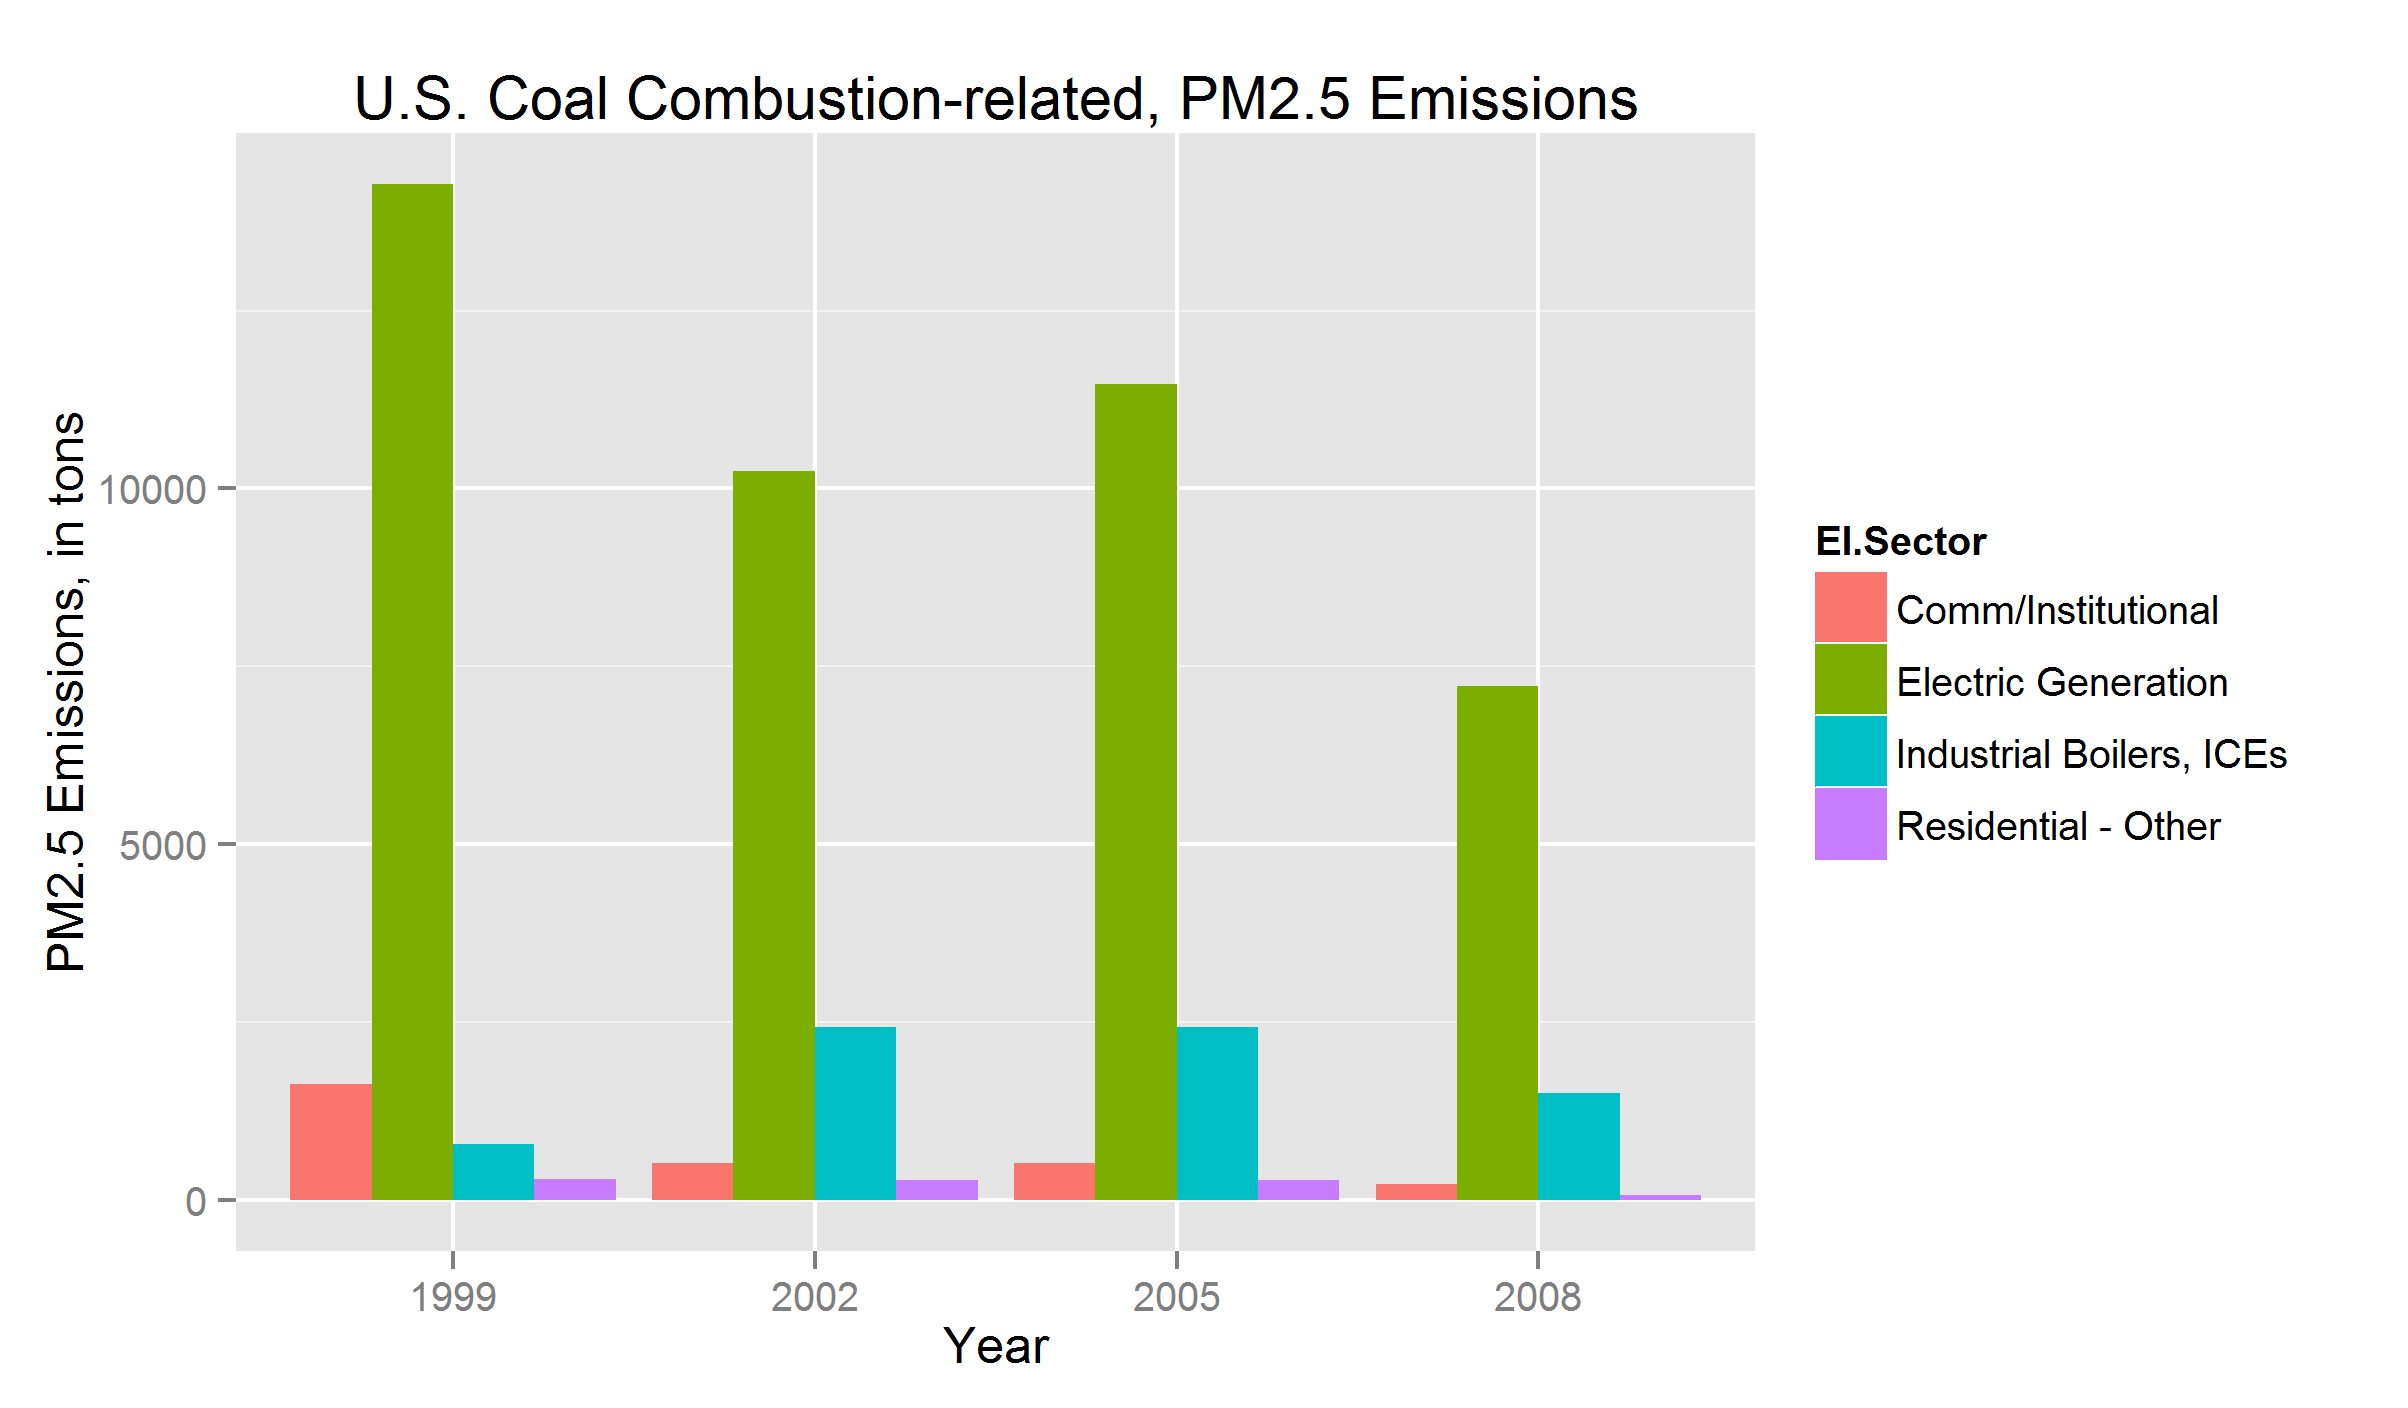 U.S. Coal Combustion-related, PM2.5 Emissions
PM2.5 Emissions, in tons
10000
5000
0
1999
2002
2005
2008
Year
EI.Sector
Comm/Institutional
Electric Generation
Industrial Boilers, ICEs
Residential - Other